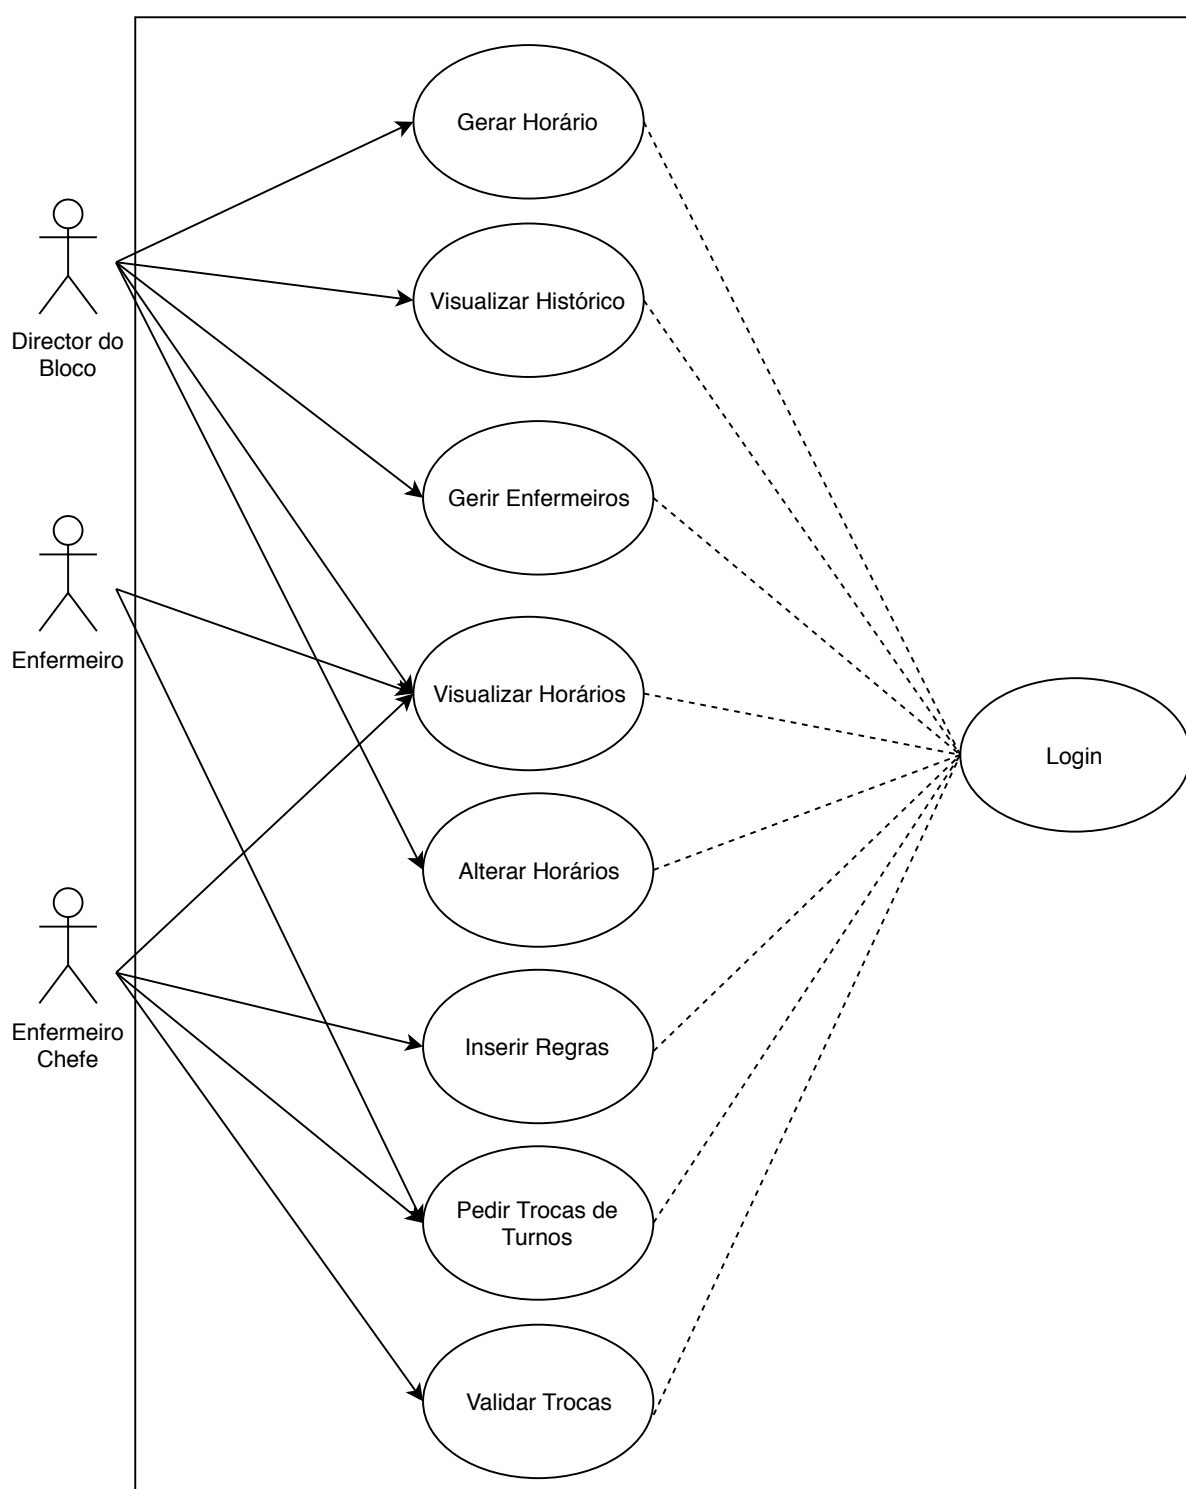 Gerar Horário
Visualizar Histórico
Director do
Bloco
Gerir Enfermeiros
Enfermeiro
Visualizar Horários
Login
Alterar Horários
Enfermeiro
Chefe
Inserir Regras
Pedir Trocas de
Turnos
Validar Trocas